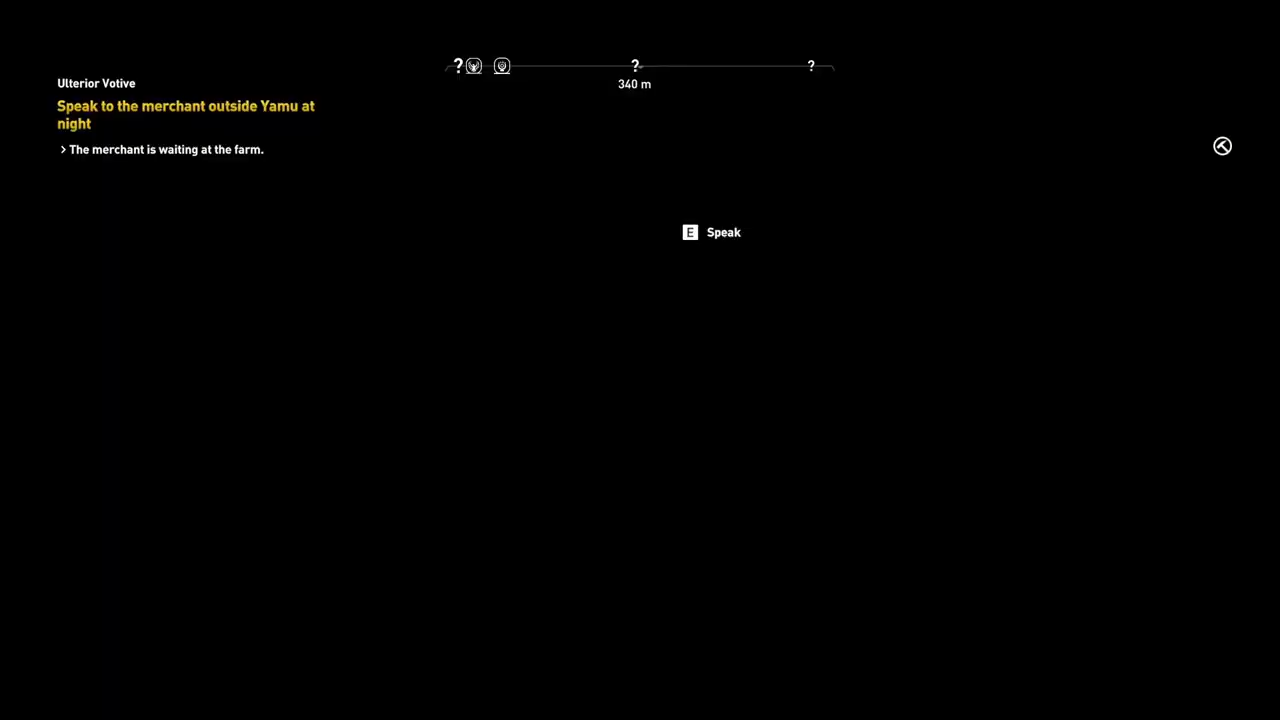 ? ? ?
Ulterior Votive
340 m
Speak to the merchant outside Yamu at
night
> The merchant is waiting at the farm.
E Speak